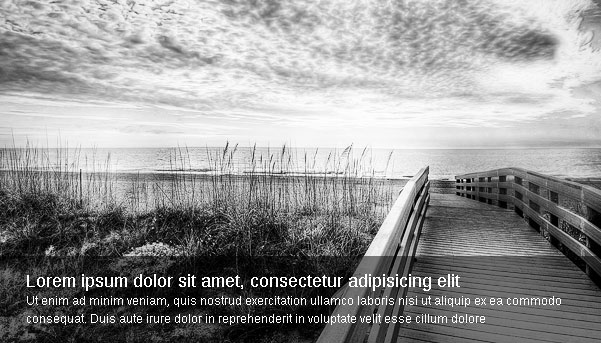 Lorem ipsum dolor sit amet, consectetur adipisicing elit
Ut enim ad minim veniam, quis nostrud exercitation ullamco laboris nisi ut aliquip ex ea commodo
consequat. Duis aute irure dolor in reprehenderit in voluptate velit esse cillum dolore